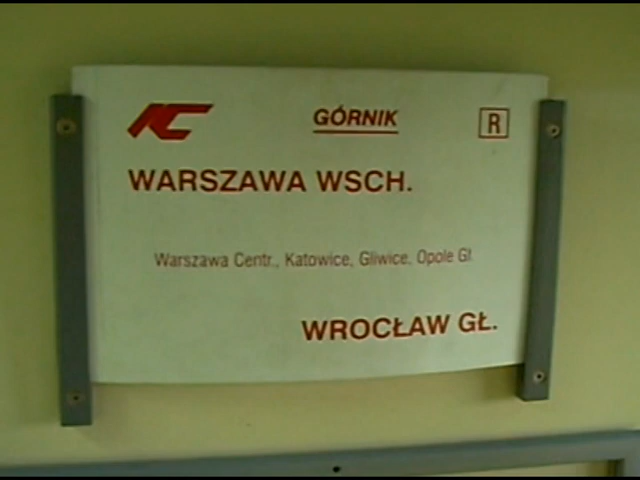 IC GÓRNIK R
WARSZAWA WSCH.
Warszawa Centr., Katowice, Gliwice, Opole Gł.
WROCŁAW GŁ.